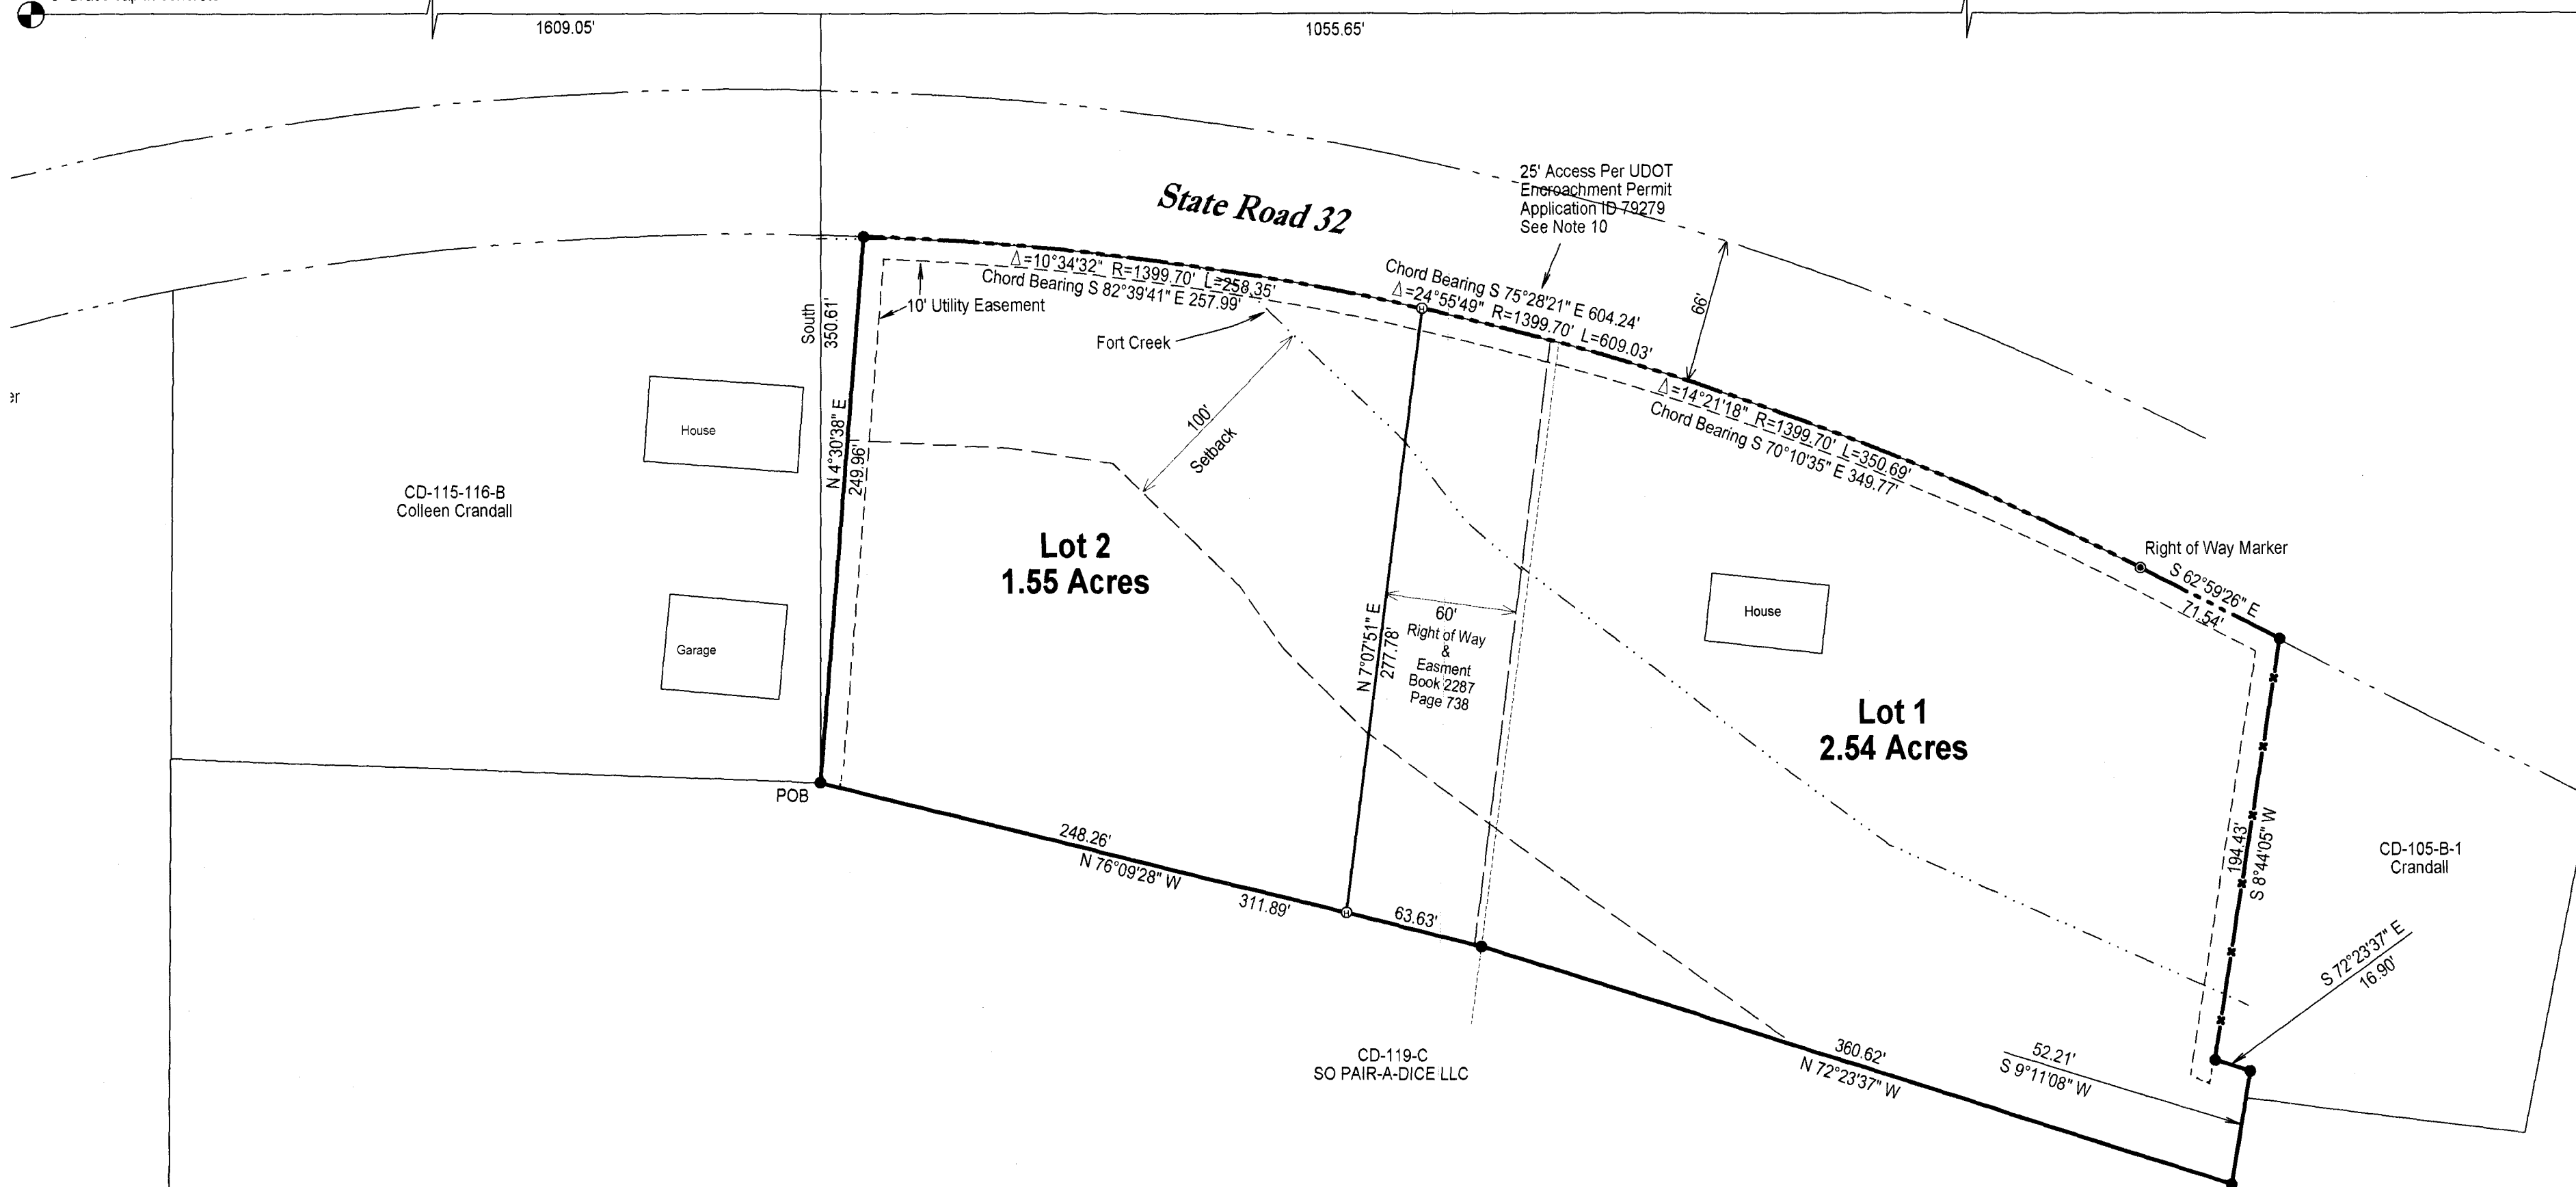 1609.05'
1055.65'
State Road 32
25' Access Per UDOT
Encroachment Permit
Application ID 79279
See Note 10
66'
Δ=10°34'32" R=1399.70' L=258.35'
Chord Bearing S 82°39'41" E 257.99'
10' Utility Easement
Chord Bearing S 75°28'21" E 604.24'
Δ=24°55'49" R=1399.70' L=609.03'
Fort Creek
South
350.61'
N 4°30'38" E
249.96'
100'
Setback
Δ=14°21'18" R=1399.70' L=350.69'
Chord Bearing S 70°10'35" E 349.77'
House
er
CD-115-116-B
Colleen Crandall
Lot 2
1.55 Acres
Right of Way Marker
S 62°59'26" E
71.54'
House
60'
Right of Way
&
Easment
Book 2287
Page 738
N 7°07'51" E
277.78'
Garage
Lot 1
2.54 Acres
POB
248.26'
N 76°09'28" W
311.89'
63.63'
194.43'
S 8°44'05" W
CD-105-B-1
Crandall
S 72°23'37" E
16.90'
CD-119-C
SO PAIR-A-DICE LLC
360.62'
N 72°23'37" W
52.21'
S 9°11'08" W